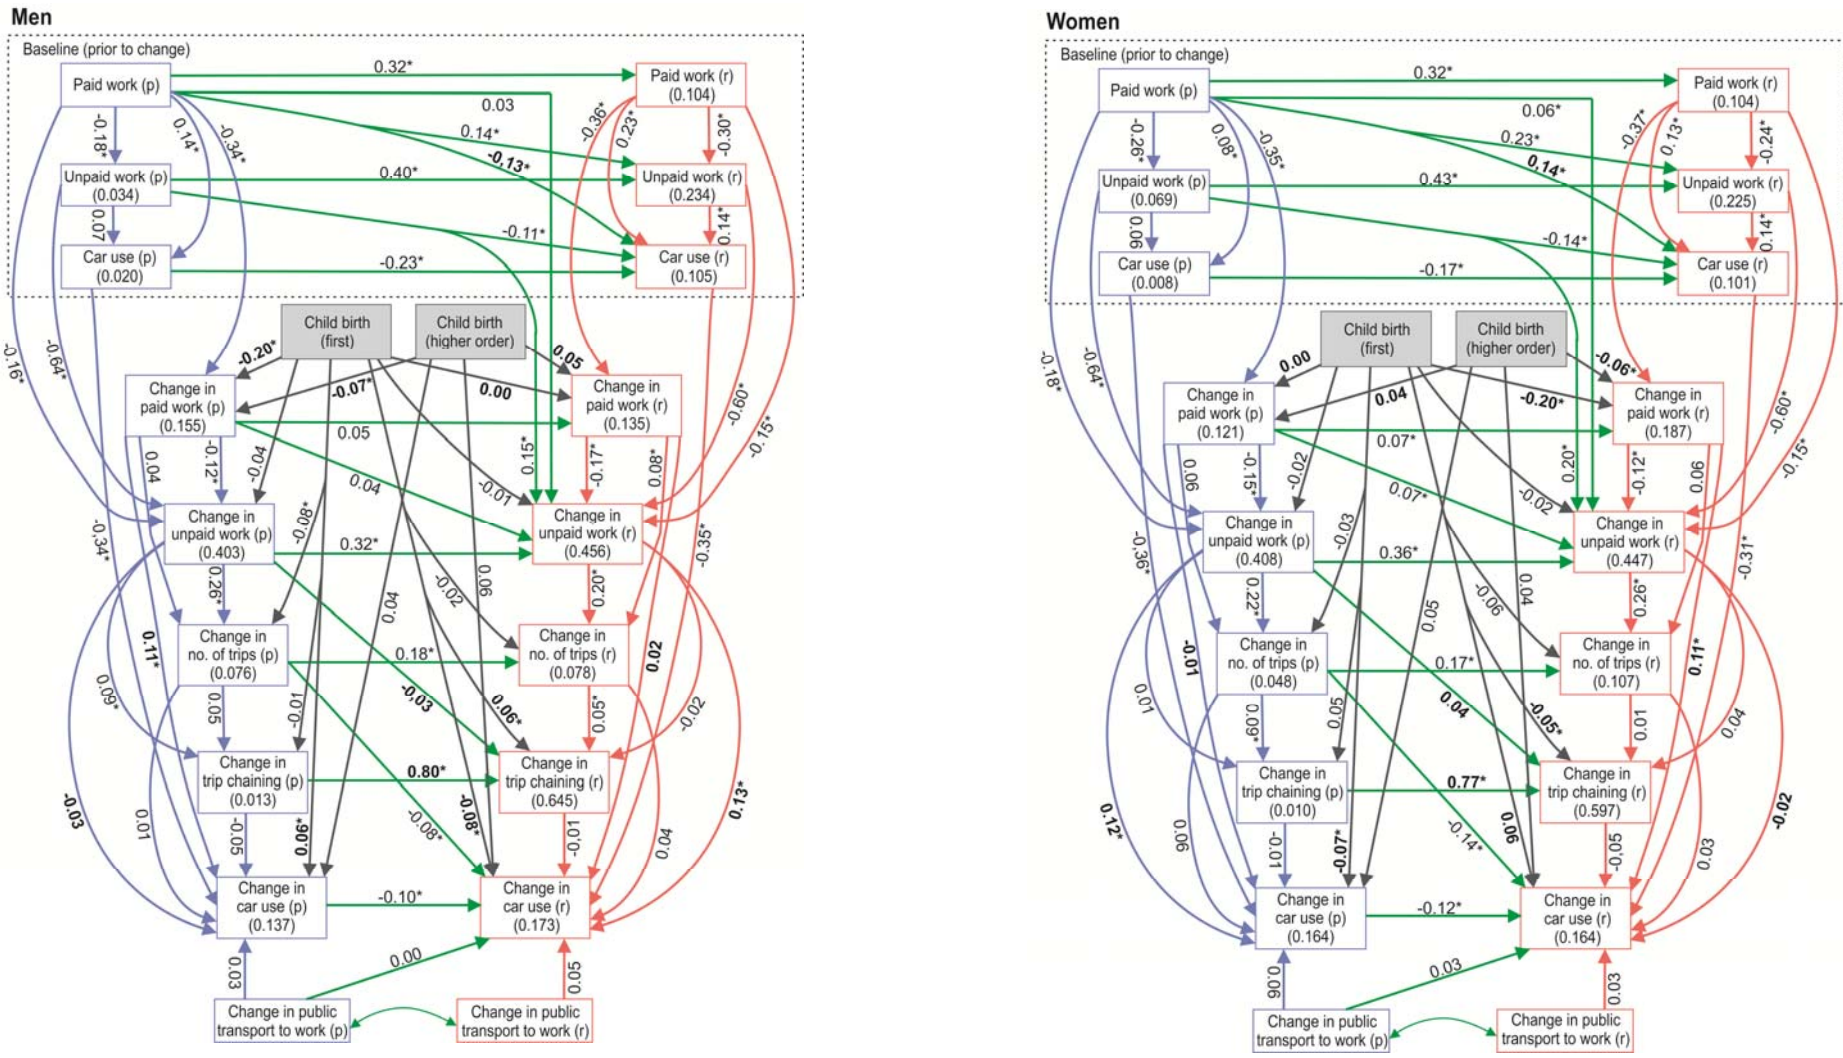 Men
Baseline (prior to change)
Paid work (p)
0.32*
Paid work (r)
(0.104)
0.03
-0.18*
0.14*
-0.34*
0.14*
-0,13*
-0.36*
0.23*
-0.30*
Unpaid work (p)
(0.034)
0.40*
Unpaid work (r)
(0.234)
0.07
-0.11*
0.14*
Car use (p)
(0.020)
-0.23*
Car use (r)
(0.105)
Child birth
(first)
Child birth
(higher order)
-0.16*
-0.64*
-0.20*
-0.07*
0.00
0.05
-0.60*
-0.15*
Change in
paid work (p)
(0.155)
0.05
Change in
paid work (r)
(0.135)
0.04
-0.12*
-0.04
0.04
-0.01
0.15*
-0.17*
0.08*
-0,34*
-0.08*
Change in
unpaid work (p)
(0.403)
0.32*
Change in
unpaid work (r)
(0.456)
-0.35*
0.26*
0.04
-0.02
0.06
0.20*
Change in
no. of trips (p)
(0.076)
0.18*
Change in
no. of trips (r)
(0.078)
0.11*
0.02
0.09*
0.05
-0.01
-0.03
0.06*
0.05*
-0.02
Change in
trip chaining (p)
(0.013)
0.80*
Change in
trip chaining (r)
(0.645)
-0.03
0.01
-0.05
0.06*
-0.08*
-0.08*
-0.01
0.04
0.13*
Change in
car use (p)
(0.137)
-0.10*
Change in
car use (r)
(0.173)
0.03
0.00
0.05
Change in public
transport to work (p)
Change in public
transport to work (r)
Women
Baseline (prior to change)
Paid work (p)
0.32*
Paid work (r)
(0.104)
0.06*
-0.26*
0.08*
-0.35*
0.23*
0,14*
-0.37*
0.13*
-0.24*
Unpaid work (p)
(0.069)
0.43*
Unpaid work (r)
(0.225)
0.06
-0.14*
0.14*
Car use (p)
(0.008)
-0.17*
Car use (r)
(0.101)
Child birth
(first)
Child birth
(higher order)
-0.18*
-0.64*
0.00
0.04
-0.20*
-0.06*
-0.60*
-0.15*
Change in
paid work (p)
(0.121)
0.07*
Change in
paid work (r)
(0.187)
0.06
-0.15*
-0.02
0.07*
-0.02
0.20*
-0.12*
0.06
-0,36*
-0.03
Change in
unpaid work (p)
(0.408)
0.36*
Change in
unpaid work (r)
(0.447)
-0.31*
0.22*
0.05
-0.06
0.04
0.26*
Change in
no. of trips (p)
(0.048)
0.17*
Change in
no. of trips (r)
(0.107)
-0.01
0.11*
0.01
0.09*
0.05
0.04
-0.05*
0.01
0.04
Change in
trip chaining (p)
(0.010)
0.77*
Change in
trip chaining (r)
(0.597)
0.12*
0.06
-0.01
-0.07*
-0.14*
0.06
-0,05
0.03
-0.02
Change in
car use (p)
(0.164)
-0.12*
Change in
car use (r)
(0.164)
0.06
0.03
0.03
Change in public
transport to work (p)
Change in public
transport to work (r)